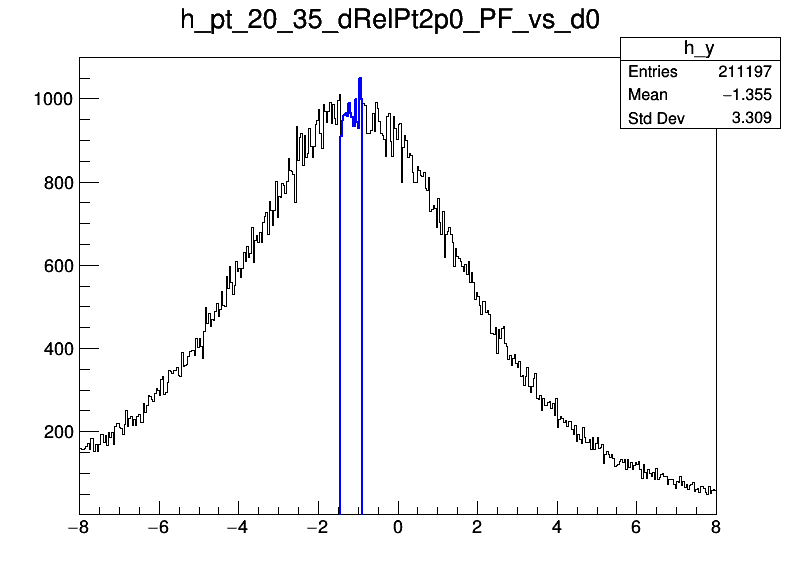 h_pt_20_35_dRelPt2p0_PF_vs_d0
h_y
Entries 211197
Mean −1.355
Std Dev 3.309
1000
800
600
400
200
−8 −6 −4 −2 0 2 4 6 8